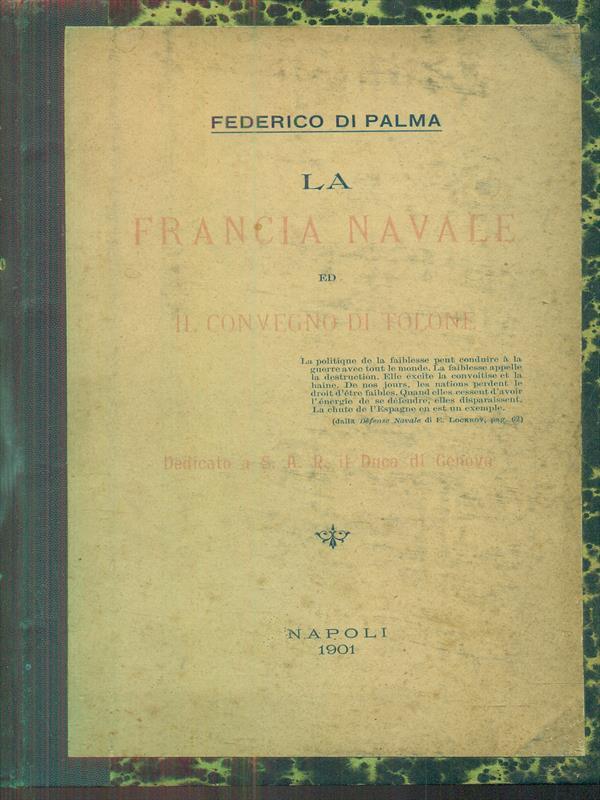 FEDERICO DI PALMA
LA
FRANCIA NAVALE
ED
IL CONVEGNO DI TOLONE
La politique de la faiblesse pent conduire à la
guerre avec tout le monde. La faiblesse appelle
la destruction. Elle excite la convoitise et la
haine. De nos jours, les nations perdent le
droit d'être faibles. Quand elles cessent d'avoir
l'énergie de se défendre, elles disparaissent.
La chute de l'Espagne en est un exemple.
(dalla Défense Navale di E. LOCKROY, pag. 62)
Dedicato a S. A. R. il Duca di Genova
NAPOLI
1901